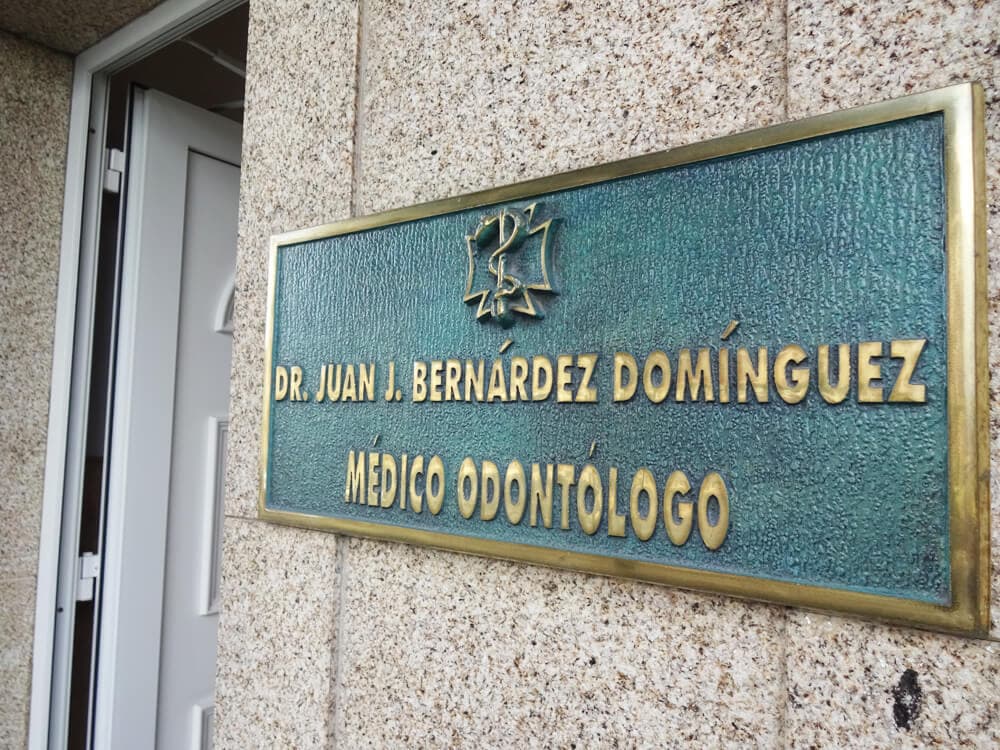 DR. JUAN J. BERNÁRDEZ DOMÍNGUEZ
MÉDICO ODONTÓLOGO